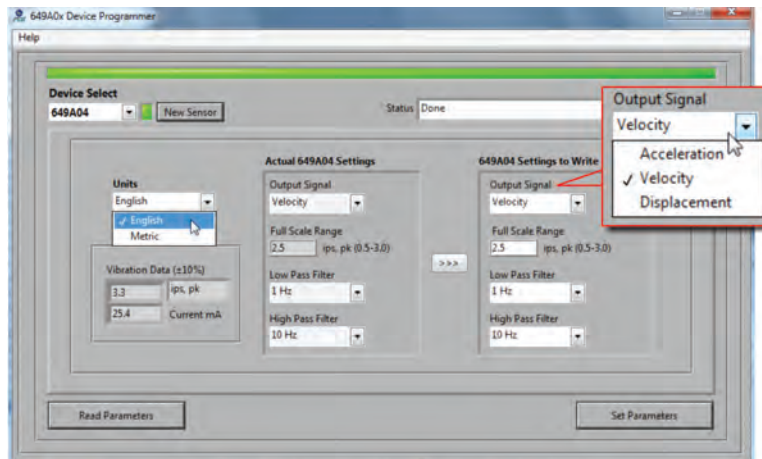 649A0x Device Programmer
Help
Device Select
649A04
New Sensor
Status
Done
Units
English
English
Metric
Vibration Data (±10%)
3.3
ips, pk
25.4
Current mA
Actual 649A04 Settings
Output Signal
Velocity
Full Scale Range
2.5
ips, pk (0.5-3.0)
Low Pass Filter
1 Hz
High Pass Filter
10 Hz
>>>
649A04 Settings to Write
Output Signal
Velocity
Full Scale Range
2.5
ips, pk (0.5-3.0)
Low Pass Filter
1 Hz
High Pass Filter
10 Hz
Output Signal
Velocity
Acceleration
Velocity
Displacement
Read Parameters
Set Parameters